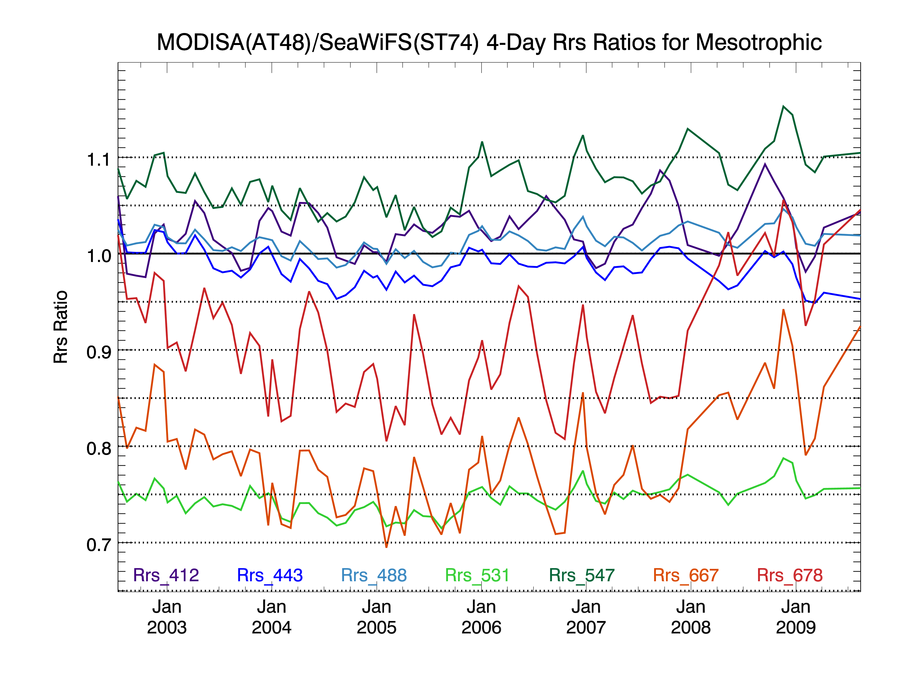 MODISA(AT48)/SeaWiFS(ST74) 4-Day Rrs Ratios for Mesotrophic
Rrs Ratio
1.1
1.0
0.9
0.8
0.7
Rrs_412 Rrs_443 Rrs_488 Rrs_531 Rrs_547 Rrs_667 Rrs_678
Jan Jan Jan Jan Jan Jan Jan
2003 2004 2005 2006 2007 2008 2009